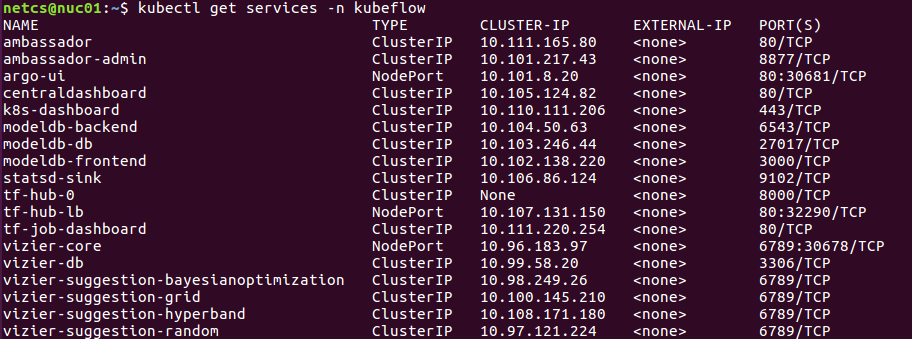 netcs@nuc01:~$ kubectl get services -n kubeflow
NAME TYPE CLUSTER-IP EXTERNAL-IP PORT(S)
ambassador ClusterIP 10.111.165.80 <none> 80/TCP
ambassador-admin ClusterIP 10.101.217.43 <none> 8877/TCP
argo-ui NodePort 10.101.8.20 <none> 80:30681/TCP
centraldashboard ClusterIP 10.105.124.82 <none> 80/TCP
k8s-dashboard ClusterIP 10.110.111.206 <none> 443/TCP
modeldb-backend ClusterIP 10.104.50.63 <none> 6543/TCP
modeldb-db ClusterIP 10.103.246.44 <none> 27017/TCP
modeldb-frontend ClusterIP 10.102.138.220 <none> 3000/TCP
statsd-sink ClusterIP 10.106.86.124 <none> 9102/TCP
tf-hub-0 ClusterIP None <none> 8000/TCP
tf-hub-lb NodePort 10.107.131.150 <none> 80:32290/TCP
tf-job-dashboard ClusterIP 10.111.220.254 <none> 80/TCP
vizier-core NodePort 10.96.183.97 <none> 6789:30678/TCP
vizier-db ClusterIP 10.99.58.20 <none> 3306/TCP
vizier-suggestion-bayesianoptimization ClusterIP 10.98.249.26 <none> 6789/TCP
vizier-suggestion-grid ClusterIP 10.100.145.210 <none> 6789/TCP
vizier-suggestion-hyperband ClusterIP 10.108.171.180 <none> 6789/TCP
vizier-suggestion-random ClusterIP 10.97.121.224 <none> 6789/TCP